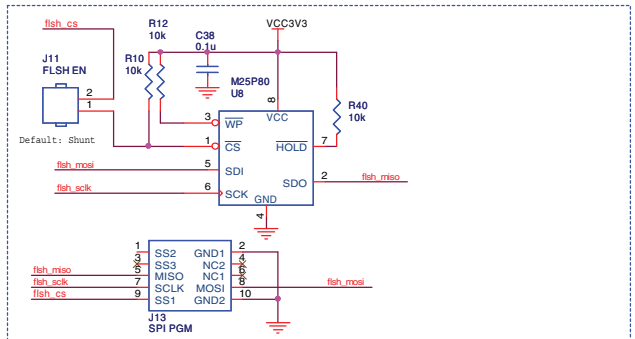 flsh_cs
R12
10k
VCC3V3
C38
0.1u
J11
FLSH EN
R10
10k
M25P80
U8
2
1
8
VCC
R40
10k
3
WP
1
CS
HOLD
7
Default: Shunt
flsh_mosi
5
SDI
flsh_sclk
6
SCK
SDO
2
flsh_miso
GND
4
1
SS2
GND1
2
3
SS3
NC2
4
flsh_miso
5
MISO
NC1
6
flsh_sclk
7
SCLK
MOSI
8
flsh_mosi
flsh_cs
9
SS1
GND2
10
J13
SPI PGM